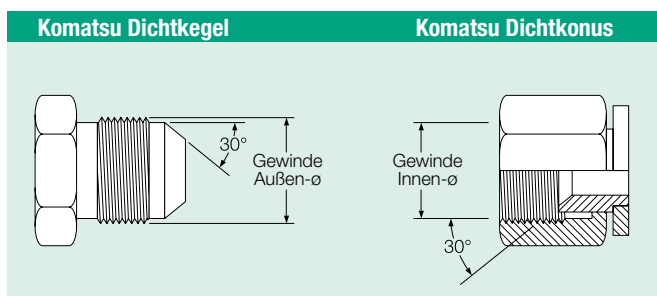 Komatsu Dichtkegel
Komatsu Dichtkonus
30°
Gewinde
Außen-ø
Gewinde
Innen-ø
30°